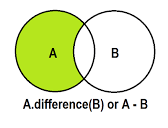 A B
A.difference(B) or A - B